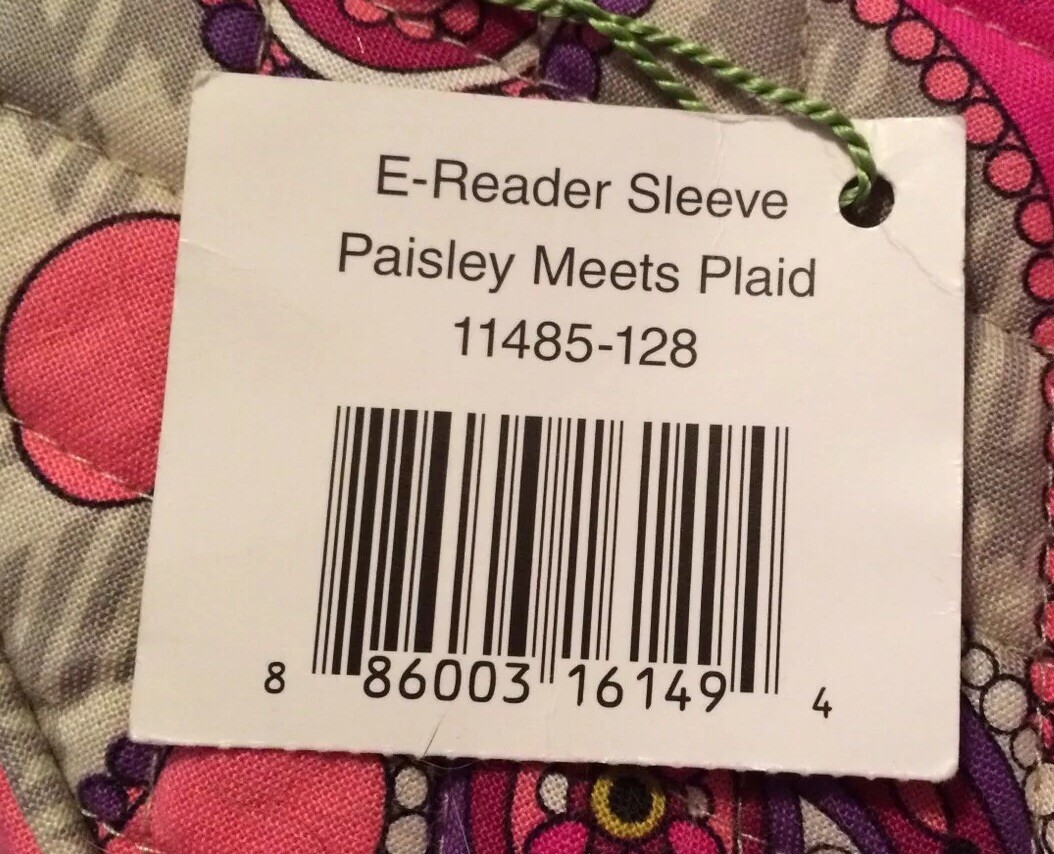 E-Reader Sleeve
Paisley Meets Plaid
11485-128
8 86003 16149 4